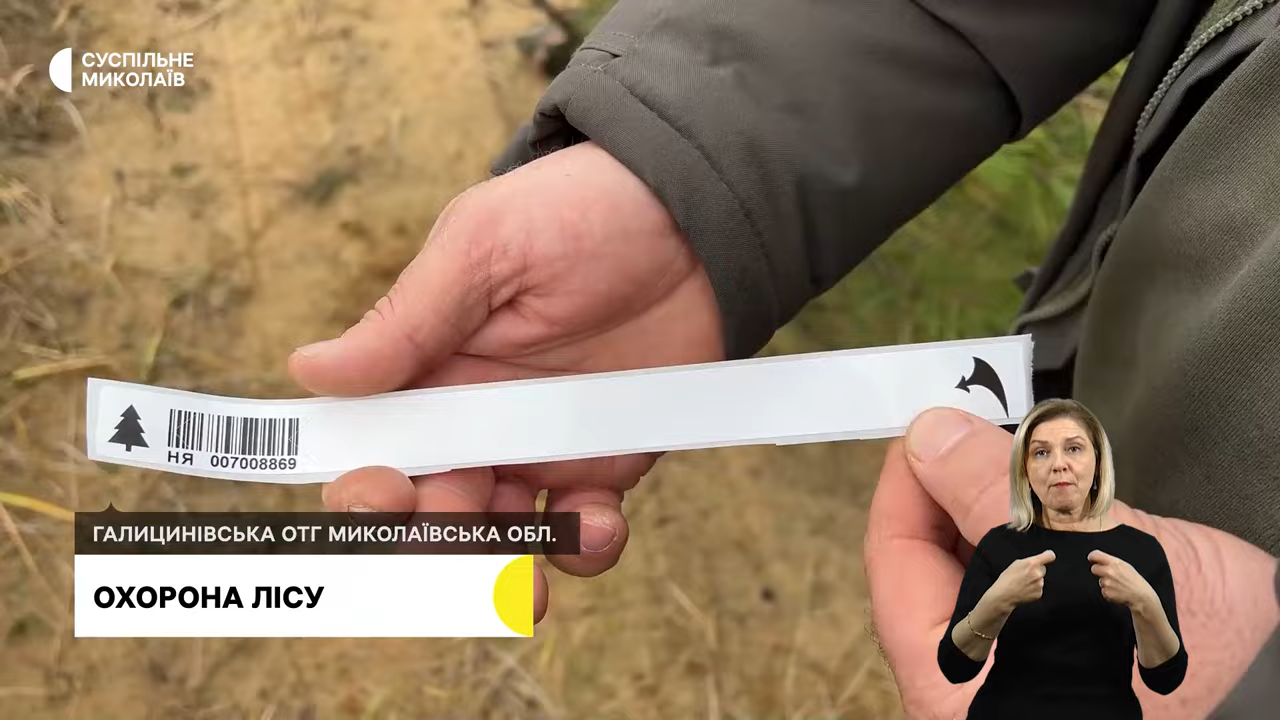 СУСПІЛЬНЕ
МИКОЛАЇВ
НЯ 007008869
ГАЛИЦИНІВСЬКА ОТГ МИКОЛАЇВСЬКА ОБЛ.
ОХОРОНА ЛІСУ